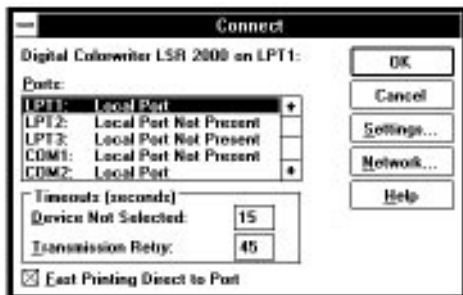 Connect
Digital Colorwriter LSR 2000 on LPT1:
Ports:
LPT1: Local Port
LPT2: Local Port Not Present
LPT3: Local Port Not Present
COM1: Local Port Not Present
COM2: Local Port
Timeouts (seconds)
Device Not Selected: 15
Transmission Retry: 45
Fast Printing Direct to Port
OK
Cancel
Settings...
Network...
Help